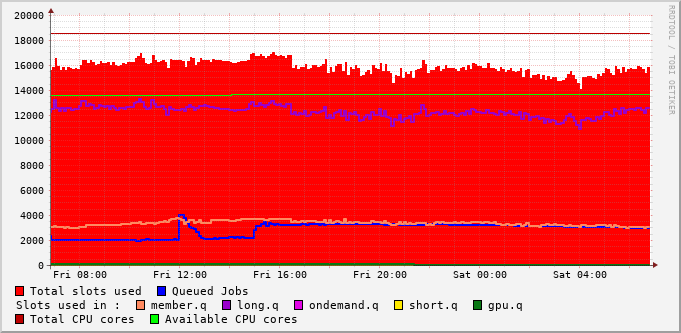 20000
18000
16000
14000
12000
10000
8000
6000
4000
2000
0
Fri 08:00 Fri 12:00 Fri 16:00 Fri 20:00 Sat 00:00 Sat 04:00
Total slots used Queued Jobs
Slots used in : member.q long.q ondemand.q short.q gpu.q
Total CPU cores Available CPU cores
RRDTOOL / TOBI OETIKER